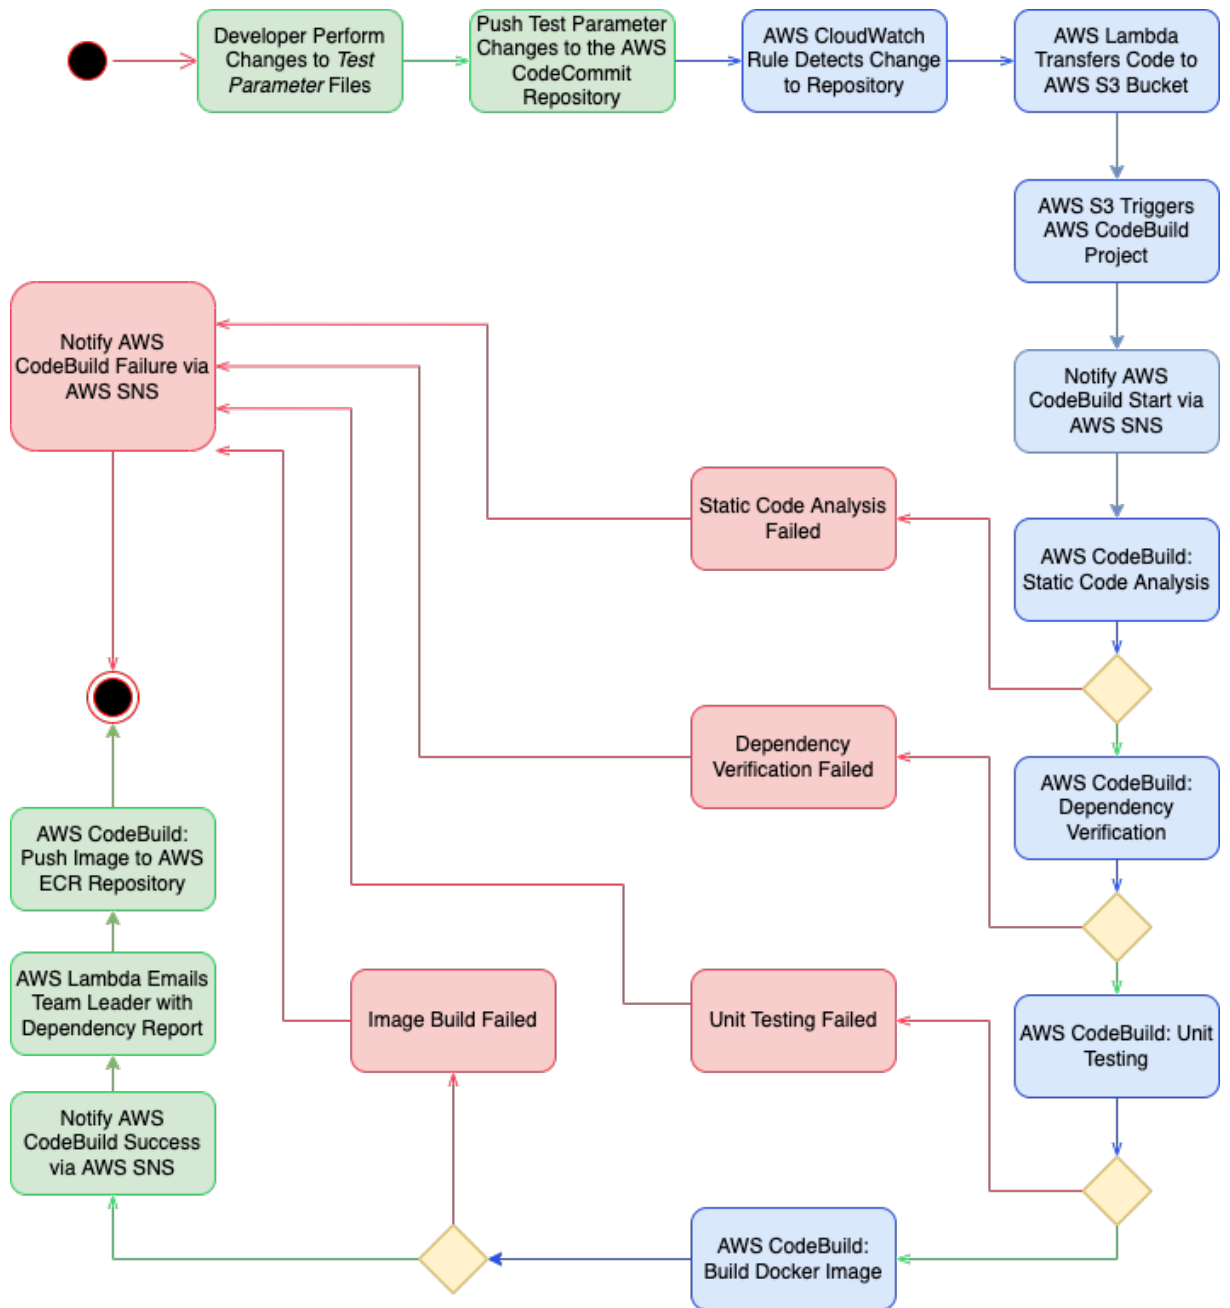 Developer Perform
Changes to Test
Parameter Files
Push Test Parameter
Changes to the AWS
CodeCommit
Repository
AWS CloudWatch
Rule Detects Change
to Repository
AWS Lambda
Transfers Code to
AWS S3 Bucket
AWS S3 Triggers
AWS CodeBuild
Project
Notify AWS
CodeBuild Failure via
AWS SNS
Notify AWS
CodeBuild Start via
AWS SNS
Static Code Analysis
Failed
AWS CodeBuild:
Static Code Analysis
Dependency
Verification Failed
AWS CodeBuild:
Dependency
Verification
AWS CodeBuild:
Push Image to AWS
ECR Repository
AWS Lambda Emails
Team Leader with
Dependency Report
Image Build Failed
Unit Testing Failed
AWS CodeBuild: Unit
Testing
Notify AWS
CodeBuild Success
via AWS SNS
AWS CodeBuild:
Build Docker Image